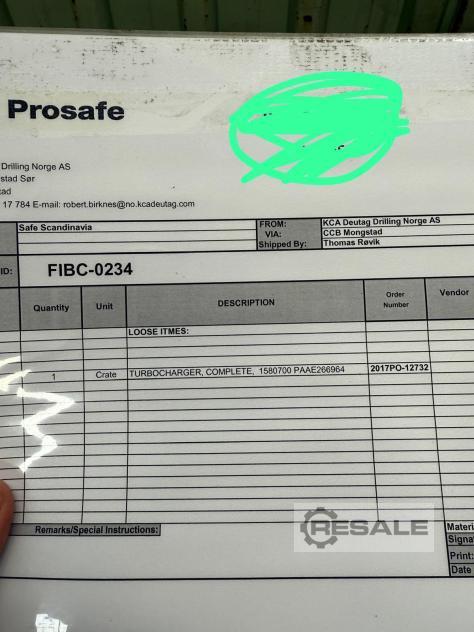 Prosafe
Drilling Norge AS
stad Sør
stad
17 784 E-mail: robert.birknes@no.kcadeutag.com
Safe Scandinavia
FROM: KCA Deutag Drilling Norge AS
VIA: CCB Mongstad
Shipped By: Thomas Røvik
ID: FIBC-0234
Quantity Unit DESCRIPTION Order Number Vendor
LOOSE ITMES:
1 Crate TURBOCHARGER, COMPLETE, 1580700 PAAE266964 2017PO-12732
RESALE
Remarks/Special Instructions:
Materi
Signa
Print:
Date